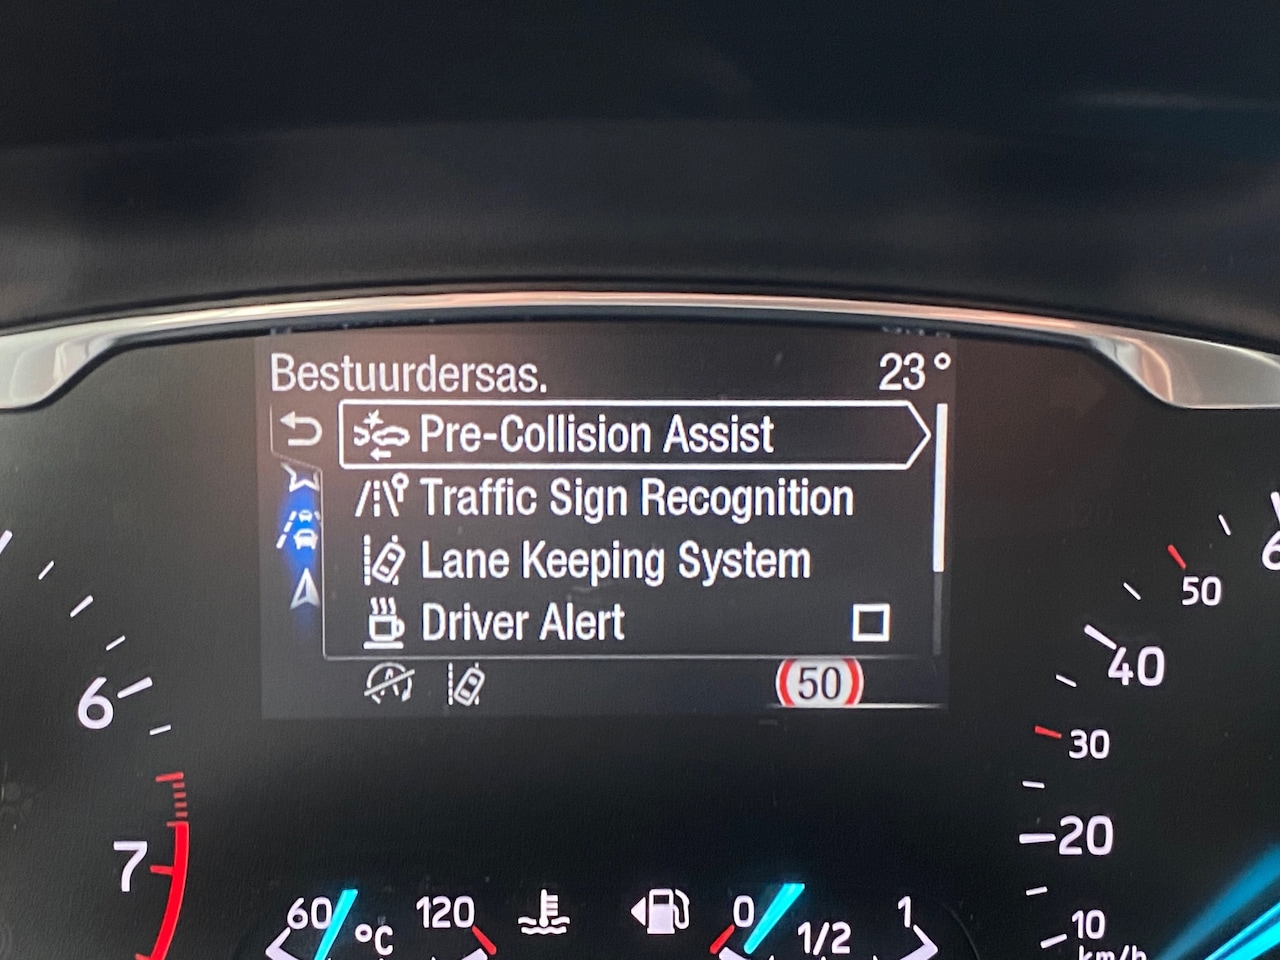 Bestuurdersas. 23°
Pre-Collision Assist
Traffic Sign Recognition
Lane Keeping System
Driver Alert
50
6
7
60 °C 120
0 1/2 1
50
40
30
20
10
km/h